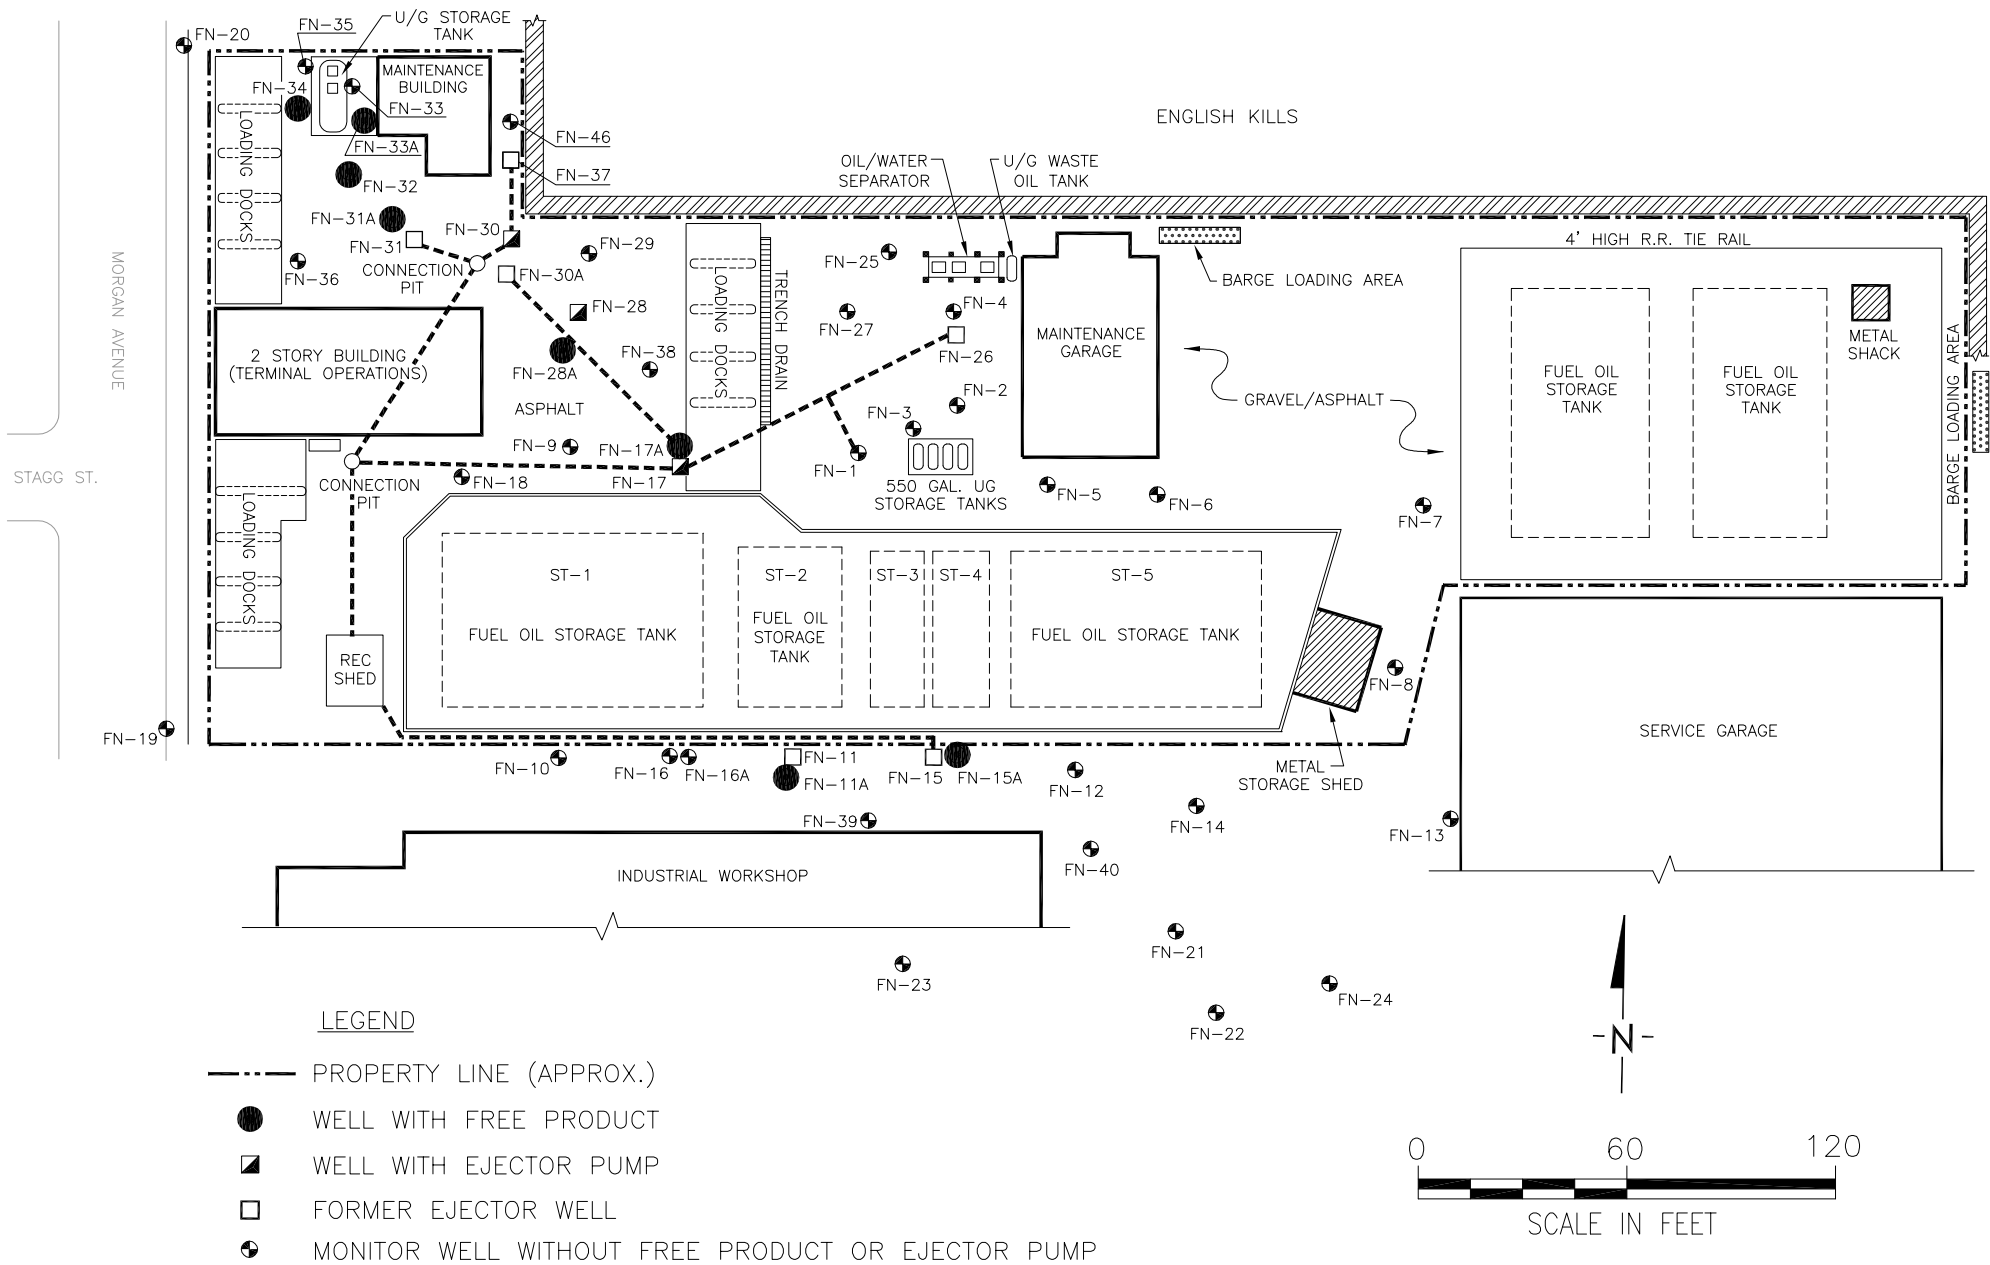 FN-20
FN-35
U/G STORAGE
TANK
MAINTENANCE
BUILDING
FN-34
FN-33
FN-33A
FN-46
FN-37
FN-32
FN-31A
FN-31
FN-30
FN-36
CONNECTION
PIT
FN-30A
FN-29
FN-28
FN-28A
FN-38
LOADING DOCKS
LOADING DOCKS
TRENCH DRAIN
ENGLISH KILLS
OIL/WATER
SEPARATOR
U/G WASTE
OIL TANK
FN-25
FN-27
FN-4
FN-26
FN-2
FN-3
FN-1
550 GAL. UG
STORAGE TANKS
MAINTENANCE
GARAGE
BARGE LOADING AREA
GRAVEL/ASPHALT
4' HIGH R.R. TIE RAIL
FUEL OIL
STORAGE
TANK
FUEL OIL
STORAGE
TANK
METAL
SHACK
BARGE LOADING AREA
MORGAN AVENUE
STAGG ST.
2 STORY BUILDING
(TERMINAL OPERATIONS)
ASPHALT
FN-9
FN-17A
FN-17
FN-18
CONNECTION
PIT
LOADING DOCKS
REC
SHED
FN-5
FN-6
FN-7
ST-1
FUEL OIL STORAGE TANK
ST-2
FUEL OIL
STORAGE
TANK
ST-3
ST-4
ST-5
FUEL OIL STORAGE TANK
FN-8
METAL
STORAGE SHED
SERVICE GARAGE
FN-19
FN-10
FN-16
FN-16A
FN-11
FN-11A
FN-15
FN-15A
FN-12
FN-14
FN-13
FN-39
FN-40
INDUSTRIAL WORKSHOP
FN-21
FN-23
FN-24
FN-22
N
LEGEND
PROPERTY LINE (APPROX.)
WELL WITH FREE PRODUCT
WELL WITH EJECTOR PUMP
FORMER EJECTOR WELL
MONITOR WELL WITHOUT FREE PRODUCT OR EJECTOR PUMP
0 60 120
SCALE IN FEET